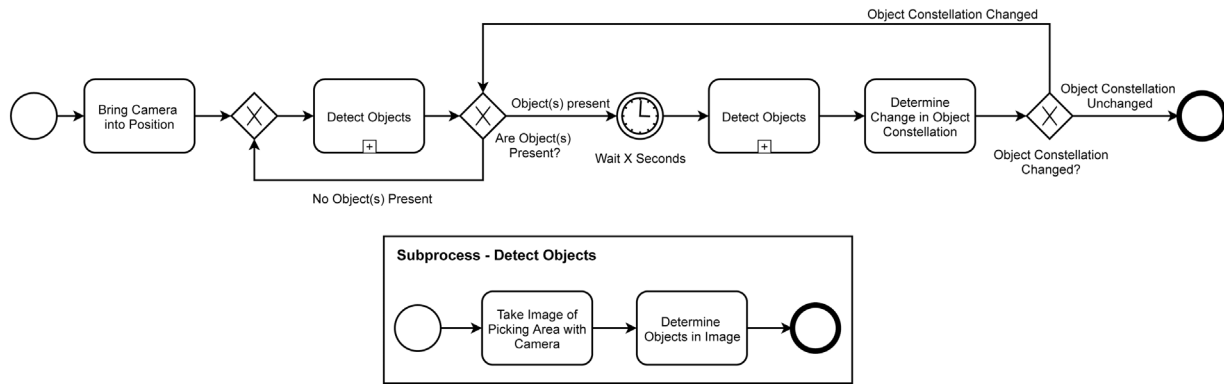 Object Constellation Changed
Bring Camera
into Position
Detect Objects
Object(s) present
Are Object(s)
Present?
No Object(s) Present
Wait X Seconds
Detect Objects
Determine
Change in Object
Constellation
Object Constellation
Unchanged
Object Constellation
Changed?
Subprocess - Detect Objects
Take Image of
Picking Area with
Camera
Determine
Objects in Image